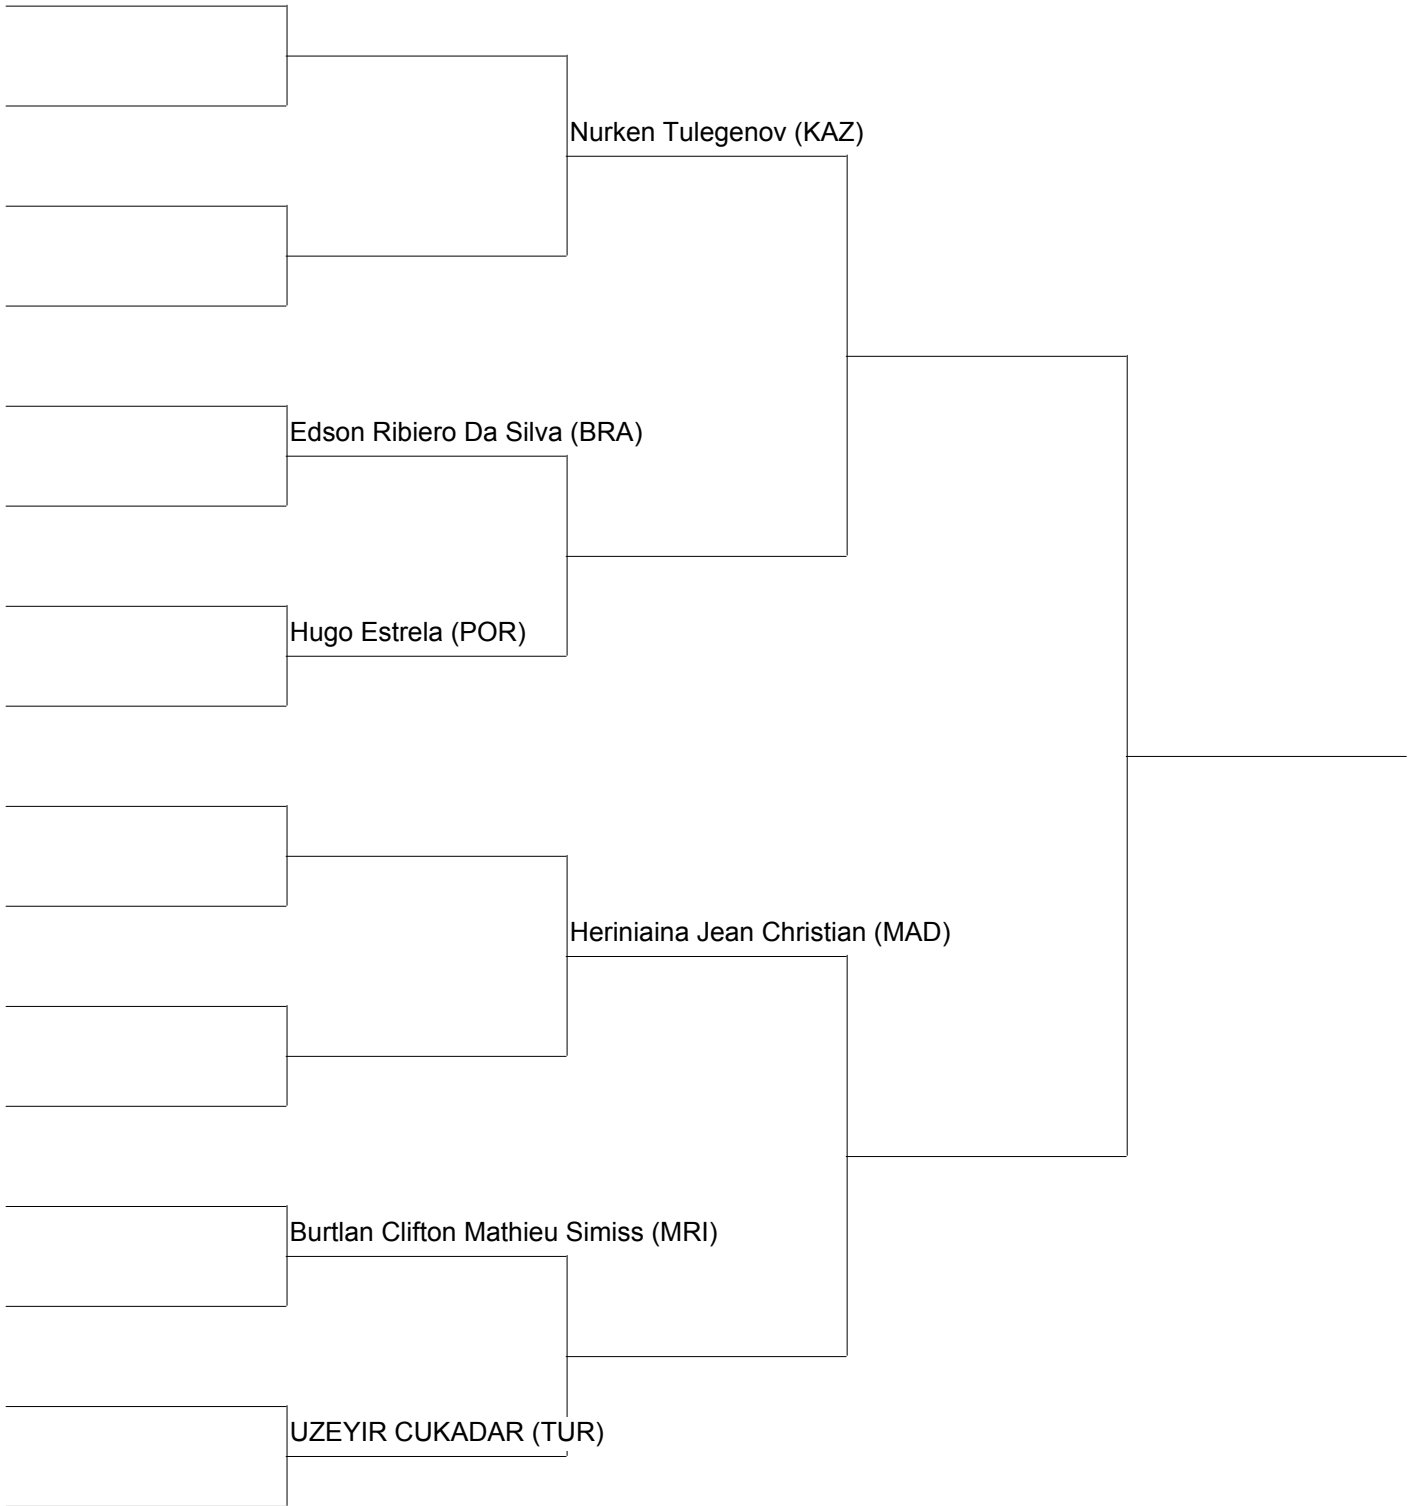 Nurken Tulegenov (KAZ)
Edson Ribiero Da Silva (BRA)
Hugo Estrela (POR)
Heriniaina Jean Christian (MAD)
Burtlan Clifton Mathieu Simiss (MRI)
UZEYIR CUKADAR (TUR)